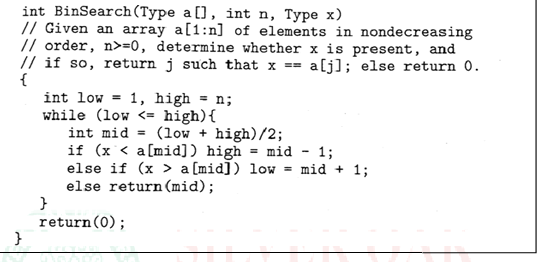 int BinSearch(Type a[], int n, Type x)
// Given an array a[1:n] of elements in nondecreasing
// order, n>=0, determine whether x is present, and
// if so, return j such that x == a[j]; else return 0.
{
int low = 1, high = n;
while (low <= high){
int mid = (low + high)/2;
if (x < a[mid]) high = mid - 1;
else if (x > a[mid]) low = mid + 1;
else return(mid);
}
return(0);
}